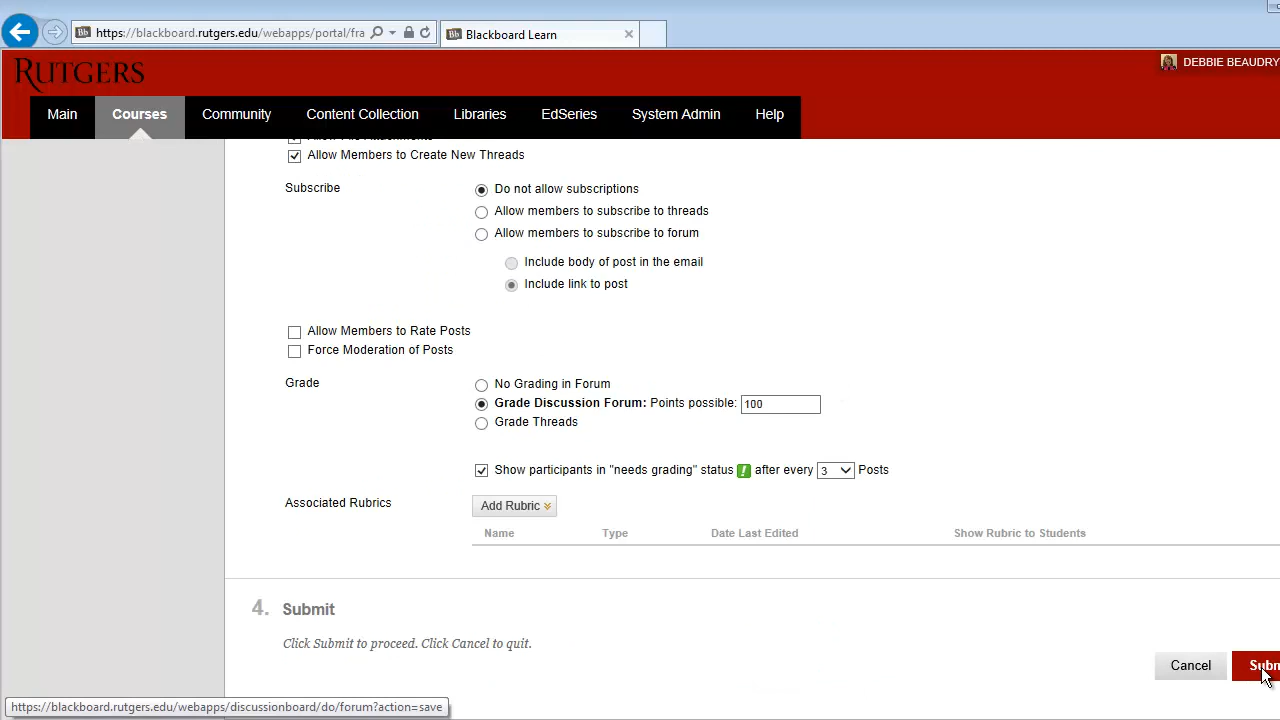 https://blackboard.rutgers.edu/webapps/portal/fra
Bb Blackboard Learn
RUTGERS
DEBBIE BEAUDRY
Main Courses Community Content Collection Libraries EdSeries System Admin Help
Allow Members to Create New Threads
Subscribe
Do not allow subscriptions
Allow members to subscribe to threads
Allow members to subscribe to forum
Include body of post in the email
Include link to post
Allow Members to Rate Posts
Force Moderation of Posts
Grade
No Grading in Forum
Grade Discussion Forum: Points possible: 100
Grade Threads
Show participants in "needs grading" status ! after every 3 Posts
Associated Rubrics
Add Rubric
Name Type Date Last Edited Show Rubric to Students
4. Submit
Click Submit to proceed. Click Cancel to quit.
Cancel Subm
https://blackboard.rutgers.edu/webapps/discussionboard/do/forum?action=save